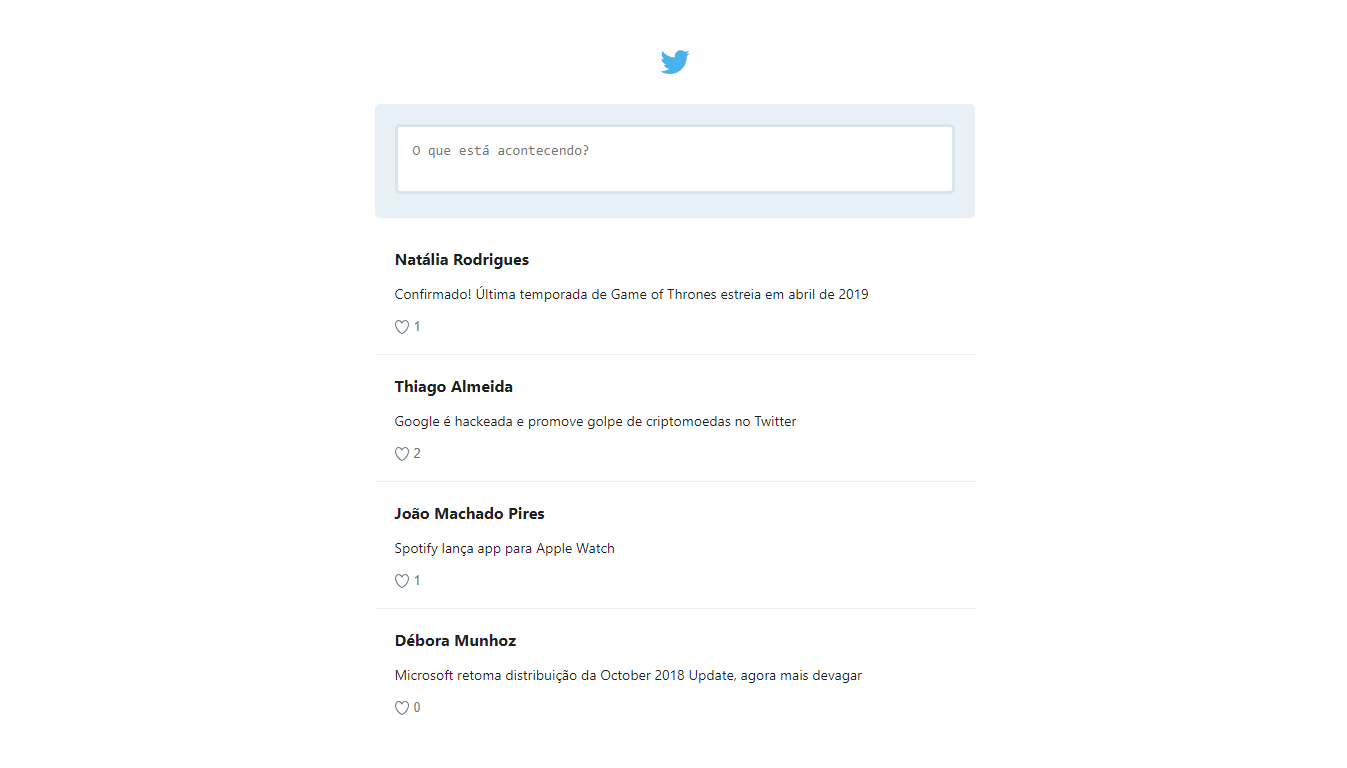 O que está acontecendo?
Natália Rodrigues
Confirmado! Última temporada de Game of Thrones estreia em abril de 2019
1
Thiago Almeida
Google é hackeada e promove golpe de criptomoedas no Twitter
2
João Machado Pires
Spotify lança app para Apple Watch
1
Débora Munhoz
Microsoft retoma distribuição da October 2018 Update, agora mais devagar
0